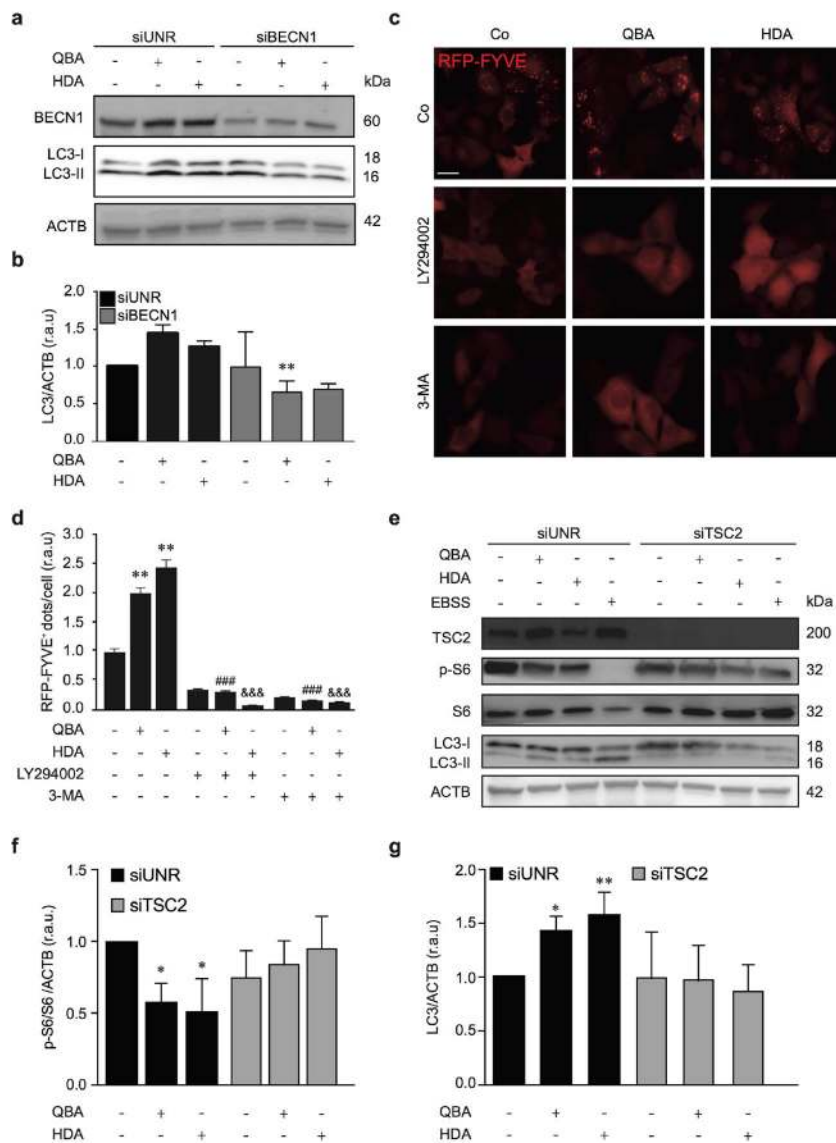 a
siUNR siBECN1
QBA - + - - + -
HDA - - + - - + kDa
BECN1 60
LC3-I 18
LC3-II 16
ACTB 42
b
LC3/ACTB (r.a.u)
2.0
1.5
1.0
0.5
0.0
siUNR
siBECN1
**
QBA - + - - + -
HDA - - + - - +
c
Co QBA HDA
RFP-FYVE
Co
LY294002
3-MA
d
RFP-FYVE⁺ dots/cell (r.a.u)
3.0
2.5
2.0
1.5
1.0
0.5
0.0
** ** ### &&& ### &&&
QBA - + - - + - - + -
HDA - - + - - + - - +
LY294002 - - - + + + - - -
3-MA - - - - - - + + +
e
siUNR siTSC2
QBA - + - - - + - -
HDA - - + - - - + -
EBSS - - - + - - - + kDa
TSC2 200
p-S6 32
S6 32
LC3-I 18
LC3-II 16
ACTB 42
f
p-S6/S6 /ACTB (r.a.u.)
1.5
1.0
0.5
0.0
siUNR
siTSC2
* *
QBA - + - - + -
HDA - - + - - +
g
LC3/ACTB (r.a.u)
2.0
1.5
1.0
0.5
0.0
siUNR siTSC2
* **
QBA - + - - + -
HDA - - + - - +